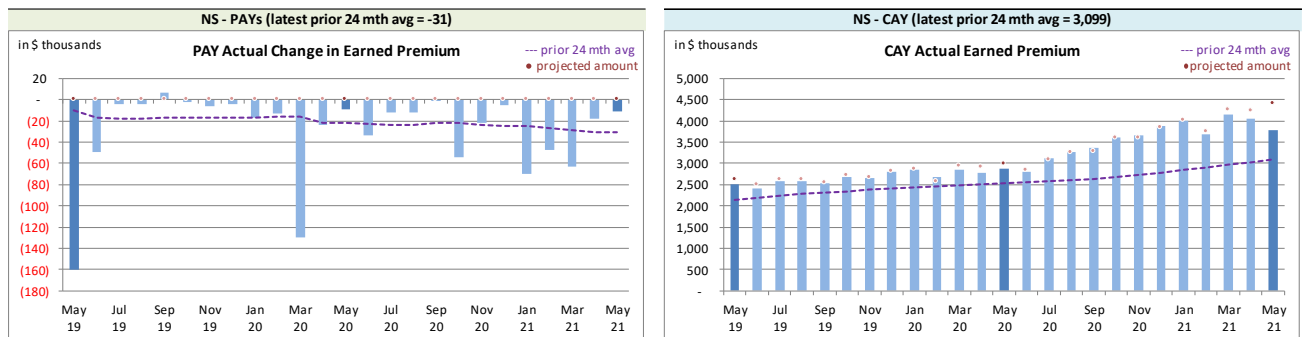 NS - PAYs (latest prior 24 mth avg = -31)
in $ thousands
PAY Actual Change in Earned Premium
--- prior 24 mth avg
• projected amount
20
-
(20)
(40)
(60)
(80)
(100)
(120)
(140)
(160)
(180)
May Jul Sep Nov Jan Mar May Jul Sep Nov Jan Mar May
19 19 19 19 20 20 20 20 20 20 21 21 21
NS - CAY (latest prior 24 mth avg = 3,099)
in $ thousands
CAY Actual Earned Premium
--- prior 24 mth avg
• projected amount
5,000
4,500
4,000
3,500
3,000
2,500
2,000
1,500
1,000
500
-
May Jul Sep Nov Jan Mar May Jul Sep Nov Jan Mar May
19 19 19 19 20 20 20 20 20 20 21 21 21